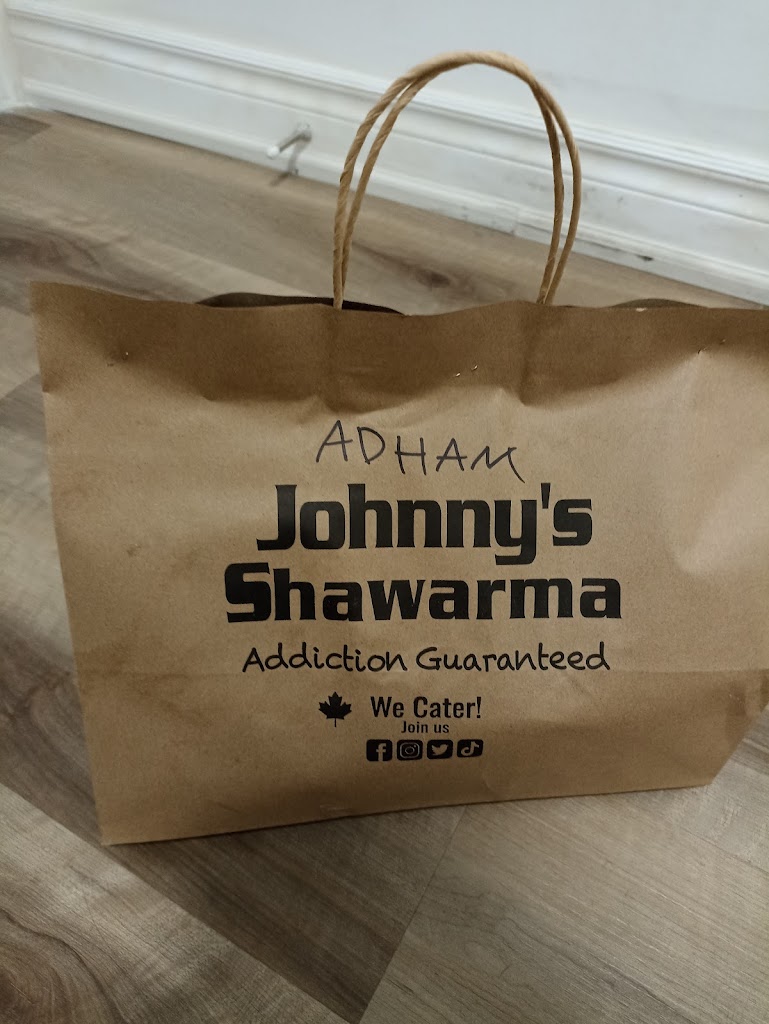 ADHAM
Johnny's
Shawarma
Addiction Guaranteed
We Cater!
Join us